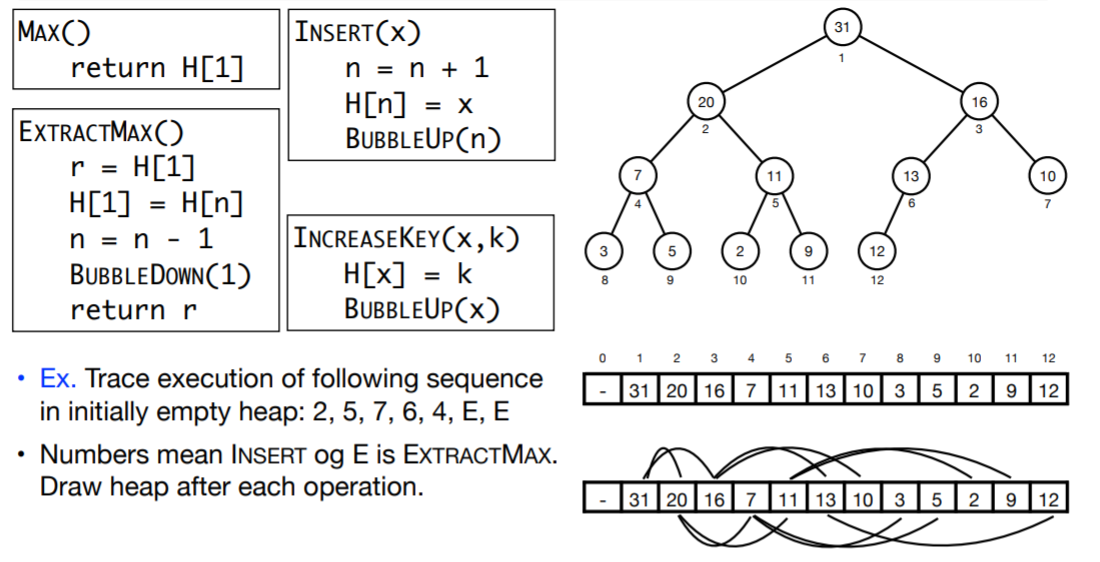 MAX()
return H[1]
EXTRACTMAX()
r = H[1]
H[1] = H[n]
n = n - 1
BUBBLEDOWN(1)
return r
INSERT(x)
n = n + 1
H[n] = x
BUBBLEUP(n)
INCREASEKEY(x,k)
H[x] = k
BUBBLEUP(x)
• Ex. Trace execution of following sequence
in initially empty heap: 2, 5, 7, 6, 4, E, E
• Numbers mean INSERT og E is EXTRACTMAX.
Draw heap after each operation.
31
1
20 16
2 3
7 11 13 10
4 5 6 7
3 5 2 9 12
8 9 10 11 12
0 1 2 3 4 5 6 7 8 9 10 11 12
- 31 20 16 7 11 13 10 3 5 2 9 12
- 31 20 16 7 11 13 10 3 5 2 9 12